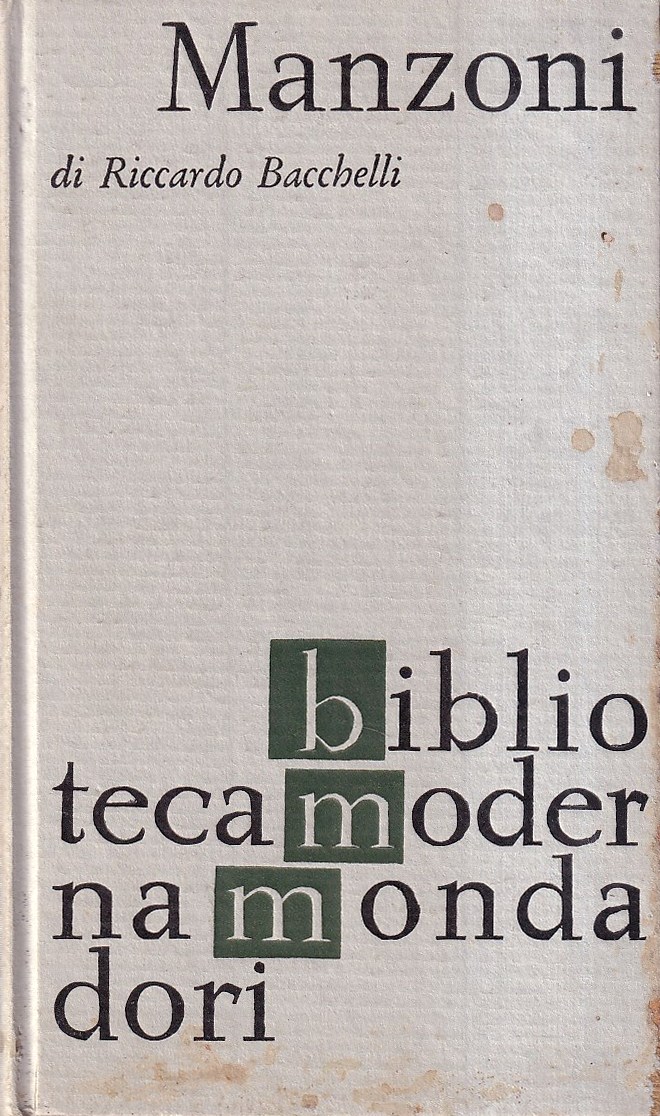 Manzoni
di Riccardo Bacchelli
biblio
tecamoder
namonda
dori